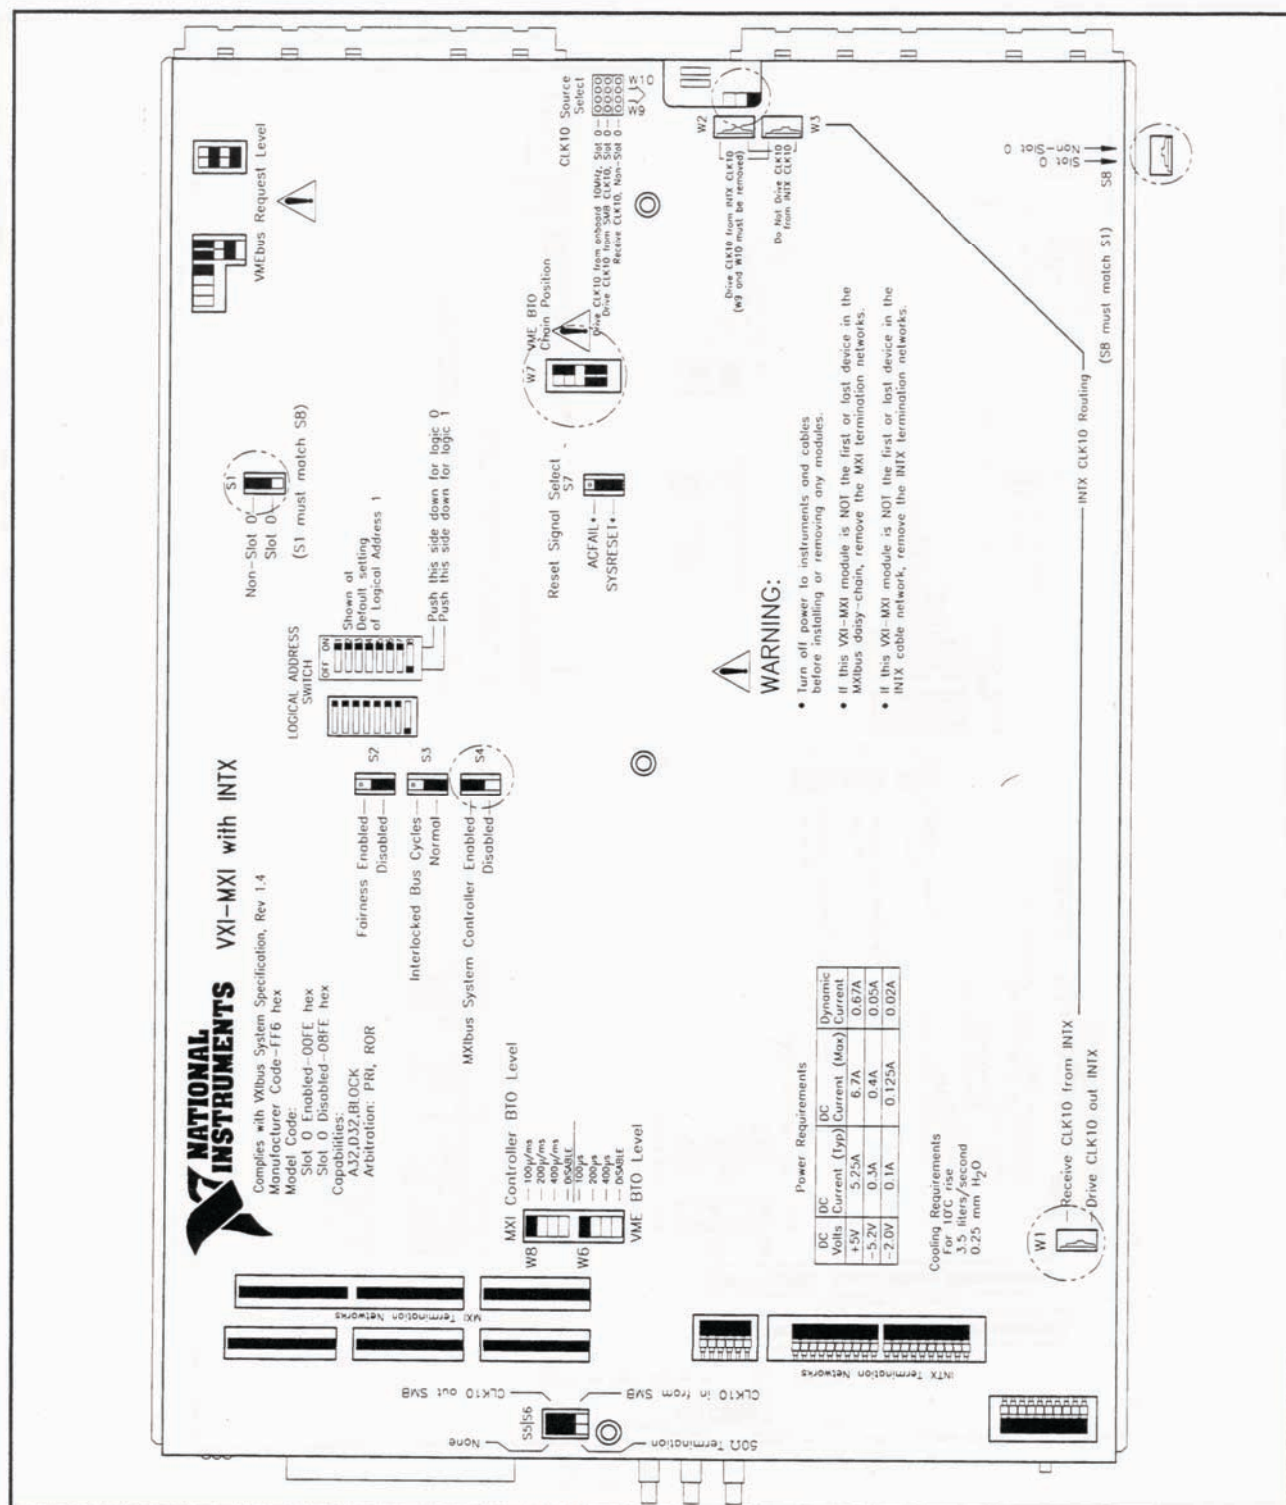 NATIONAL
INSTRUMENTS
VXI-MXI with INTX
Complies with VXIbus System Specification, Rev 1.4
Manufacturer Code-FF6 hex
Model Code:
Slot 0 Enabled-00FE hex
Slot 0 Disabled-08FE hex
Capabilities:
A32,D32,BLOCK
Arbitration: PRI, ROR
LOGICAL ADDRESS
SWITCH
OFF ON
1
2
3
4
5
6
7
8
Shown at
Default setting
of Logical Address 1
Push this side down for logic 0
Push this side down for logic 1
S1
Non-Slot 0
Slot 0
(S1 must match S8)
VMEbus Request Level
Fairness Enabled
Disabled
S2
Interlocked Bus Cycles
Normal
S3
MXIbus System Controller Enabled
Disabled
S4
MXI Controller BTO Level
W8
100µ/ms
200µ/ms
400µ/ms
DISABLE
W6
100µs
200µs
400µs
DISABLE
VME BTO Level
MXI Termination Networks
S5|S6
None
CLK10 out SMB
50Ω Termination
CLK10 in from SMB
Reset Signal Select
S7
ACFAIL*
SYSRESET*
W7
VME BTO
Chain Position
CLK10 Source
Select
W9
W10
Drive CLK10 from onboard 10MHz, Slot 0
Drive CLK10 from SMB CLK10, Slot 0
Receive CLK10, Non-Slot 0
W2
W3
Drive CLK10 from INTX CLK10
(W9 and W10 must be removed)
Do Not Drive CLK10
from INTX CLK10
WARNING:
• Turn off power to instruments and cables
before installing or removing any modules.
• If this VXI-MXI module is NOT the first or last device in the
MXIbus daisy-chain, remove the MXI termination networks.
• If this VXI-MXI module is NOT the first or last device in the
INTX cable network, remove the INTX termination networks.
Power Requirements
DC Volts DC Current (Typ) DC Current (Max) Dynamic Current
+5V 5.25A 6.7A 0.67A
-5.2V 0.3A 0.4A 0.05A
-2.0V 0.1A 0.125A 0.02A
Cooling Requirements
For 10°C rise
3.5 liters/second
0.25 mm H2O
INTX Termination Networks
W1
Receive CLK10 from INTX
Drive CLK10 out INTX
INTX CLK10 Routing
(S8 must match S1)
S8
Slot 0
Non-Slot 0